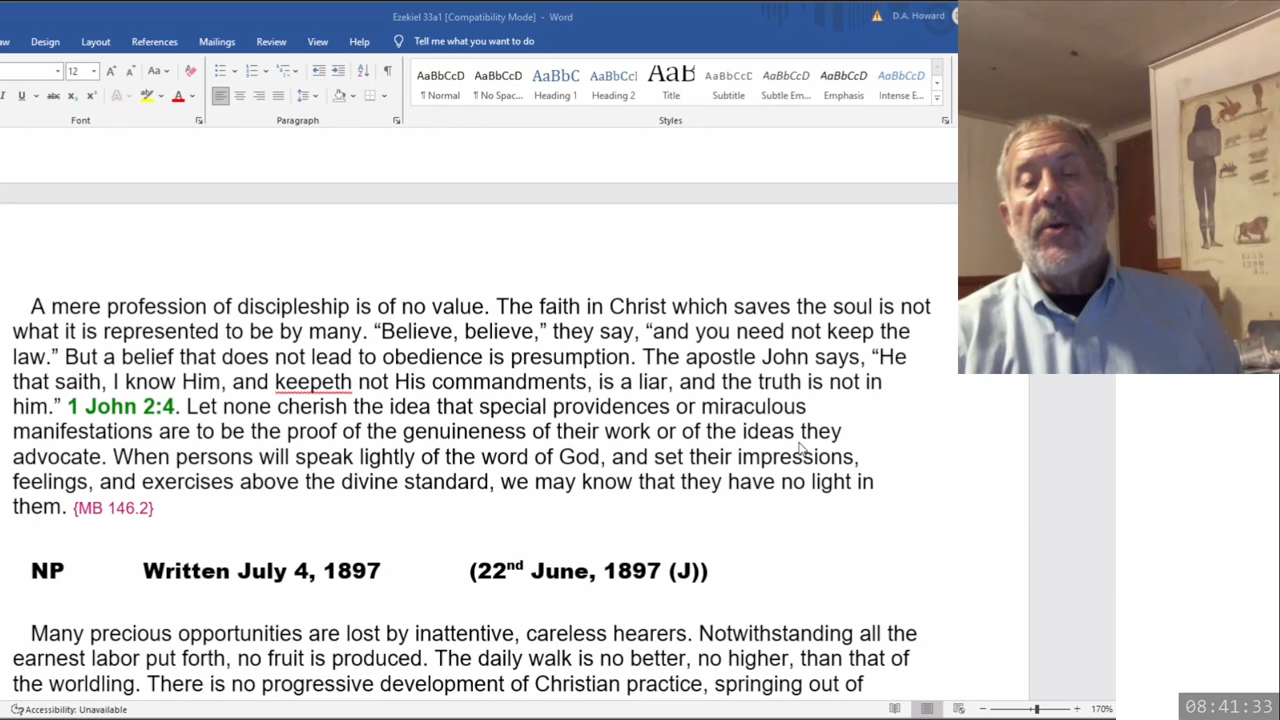 Ezekiel 33a1 [Compatibility Mode] - Word
D.A. Howard
aw Design Layout References Mailings Review View Help Tell me what you want to do
12 Aa
AaBbCcD AaBbCcD AaBbC AaBbCcl AaB AaBbCcD AaBbCcD AaBbCcD AaBbCcD
¶ Normal ¶ No Spac... Heading 1 Heading 2 Title Subtitle Subtle Em... Emphasis Intense E...
Font Paragraph Styles
A mere profession of discipleship is of no value. The faith in Christ which saves the soul is not
what it is represented to be by many. “Believe, believe,” they say, “and you need not keep the
law.” But a belief that does not lead to obedience is presumption. The apostle John says, “He
that saith, I know Him, and keepeth not His commandments, is a liar, and the truth is not in
him.” 1 John 2:4. Let none cherish the idea that special providences or miraculous
manifestations are to be the proof of the genuineness of their work or of the ideas they
advocate. When persons will speak lightly of the word of God, and set their impressions,
feelings, and exercises above the divine standard, we may know that they have no light in
them. {MB 146.2}
NP Written July 4, 1897 (22nd June, 1897 (J))
Many precious opportunities are lost by inattentive, careless hearers. Notwithstanding all the
earnest labor put forth, no fruit is produced. The daily walk is no better, no higher, than that of
the worldling. There is no progressive development of Christian practice, springing out of
Accessibility: Unavailable
170%
08:41:33